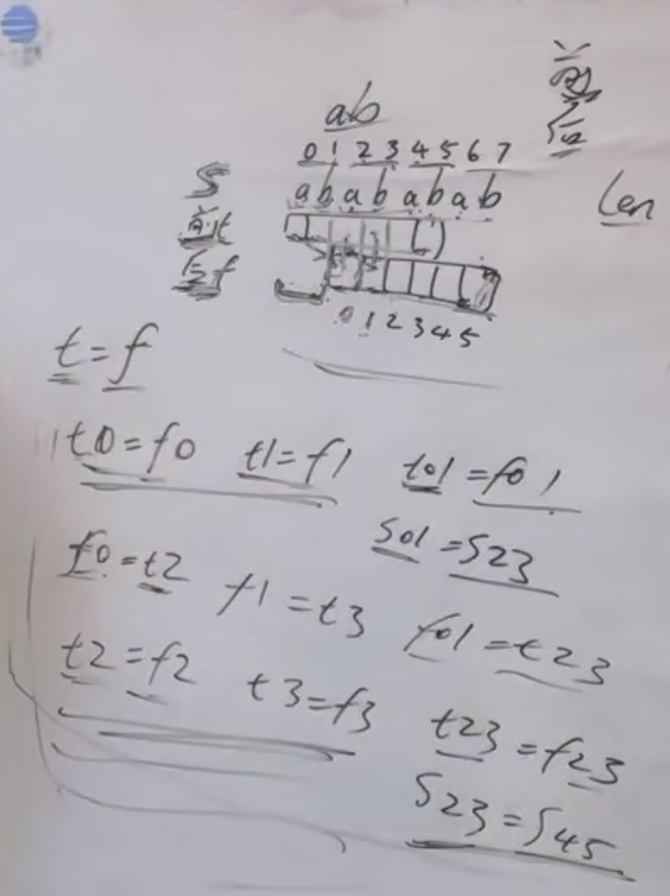 前
后
ab
0 1 2 3 4 5 6 7
S a b a b a b a b len
前 t
后 f
0 1 2 3 4 5
t = f
t0 = f0 t1 = f1 t01 = f01
S01 = S23
f0 = t2 f1 = t3 f01 = t23
t2 = f2 t3 = f3 t23 = f23
S23 = S45